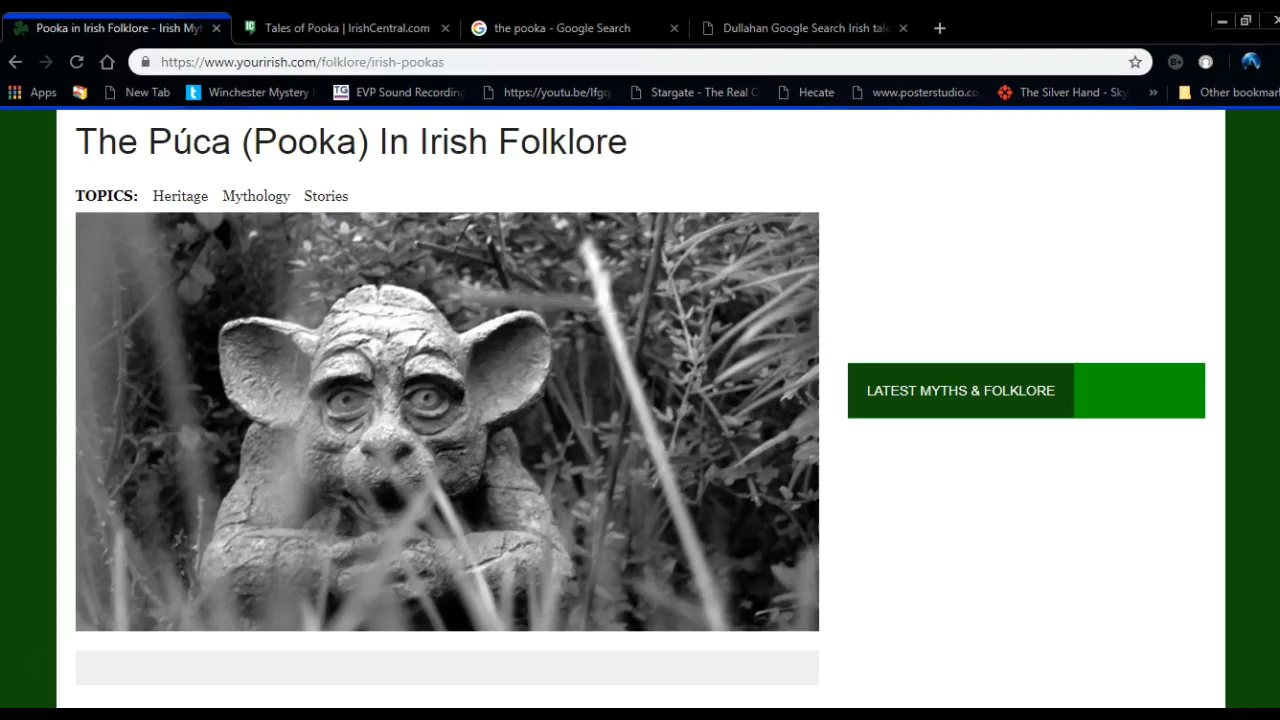 Pooka in Irish Folklore - Irish Myt
Tales of Pooka | IrishCentral.com
the pooka - Google Search
Dullahan Google Search Irish tale
https://www.yourirish.com/folklore/irish-pookas
Apps
New Tab
Winchester Mystery
EVP Sound Recording
https://youtu.be/lfgq
Stargate - The Real O
Hecate
www.posterstudio.co
The Silver Hand - Sky
»
Other bookmark
The Púca (Pooka) In Irish Folklore
TOPICS: Heritage Mythology Stories
LATEST MYTHS & FOLKLORE